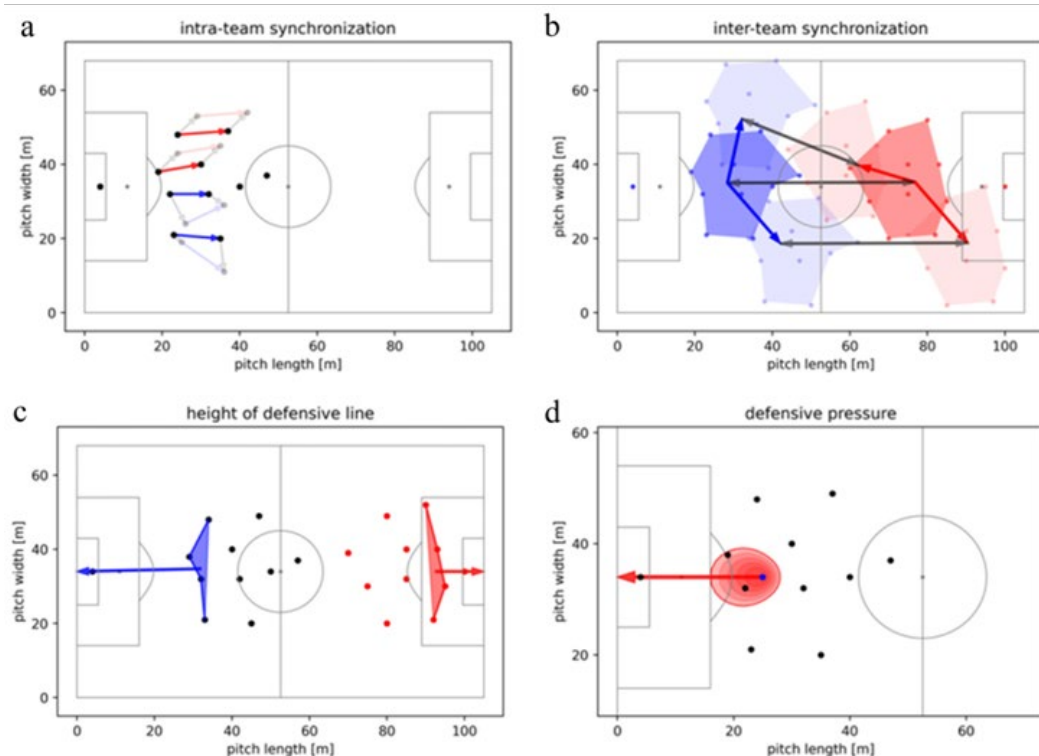 a
intra-team synchronization
pitch width [m]
60
40
20
0
0 20 40 60 80 100
pitch length [m]
b
inter-team synchronization
pitch width [m]
60
40
20
0
0 20 40 60 80 100
pitch length [m]
c
height of defensive line
pitch width [m]
60
40
20
0
0 20 40 60 80 100
pitch length [m]
d
defensive pressure
pitch width [m]
60
40
20
0 20 40 60
pitch length [m]